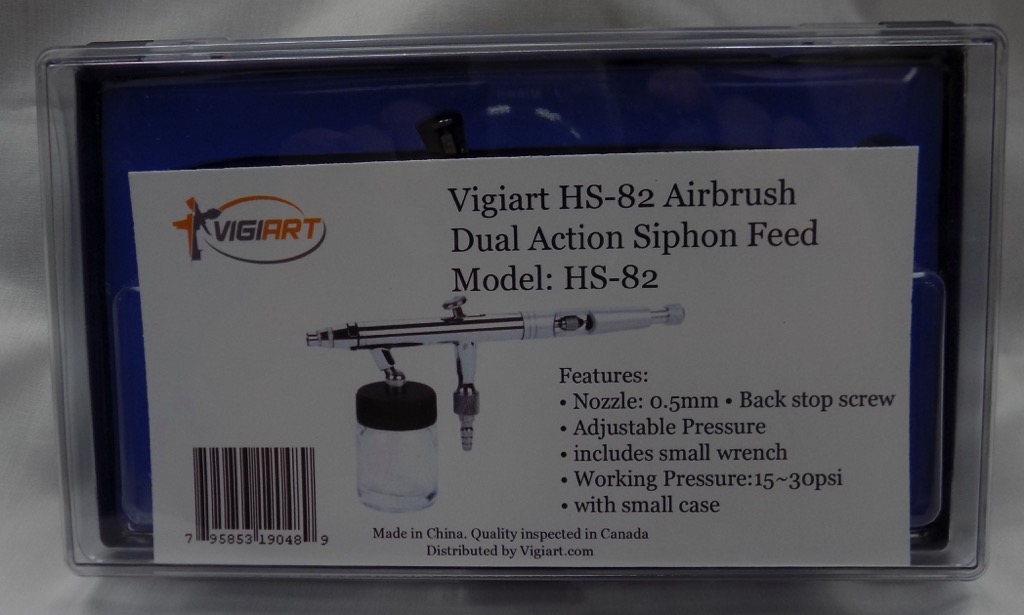 VIGIART
Vigiart HS-82 Airbrush
Dual Action Siphon Feed
Model: HS-82
Features:
• Nozzle: 0.5mm • Back stop screw
• Adjustable Pressure
• includes small wrench
• Working Pressure:15~30psi
• with small case
7 95853 19048 9
Made in China. Quality inspected in Canada
Distributed by Vigiart.com